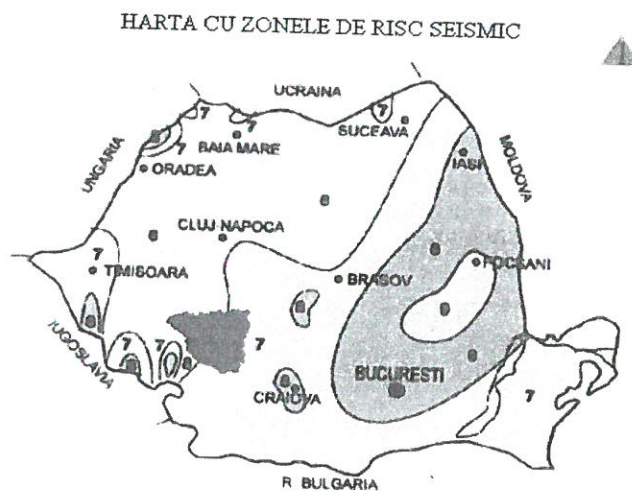 HARTA CU ZONELE DE RISC SEISMIC
UCRAINA
7
7
7
SUCEAVA
7
BAIA MARE
UNGARIA
ORADEA
IASI
MOLDOVA
CLUJ-NAPOCA
7
TIMISOARA
BRASOV
FOCSANI
JUGOSLAVIA
7
7
7
BUCURESTI
CRAIOVA
7
R BULGARIA